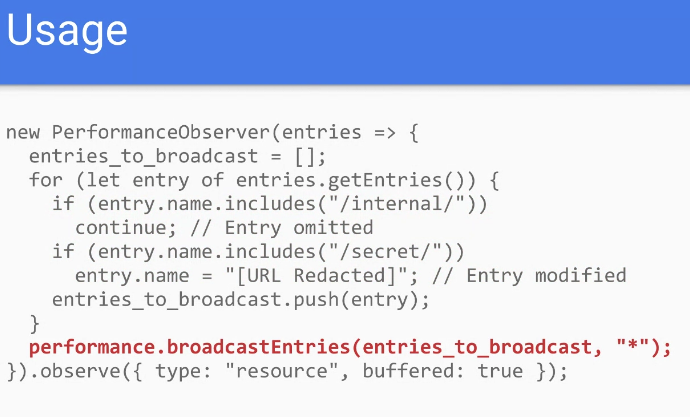 Usage
new PerformanceObserver(entries => {
  entries_to_broadcast = [];
  for (let entry of entries.getEntries()) {
    if (entry.name.includes("/internal/"))
      continue; // Entry omitted
    if (entry.name.includes("/secret/"))
      entry.name = "[URL Redacted]"; // Entry modified
    entries_to_broadcast.push(entry);
  }
  performance.broadcastEntries(entries_to_broadcast, "*");
}).observe({ type: "resource", buffered: true });